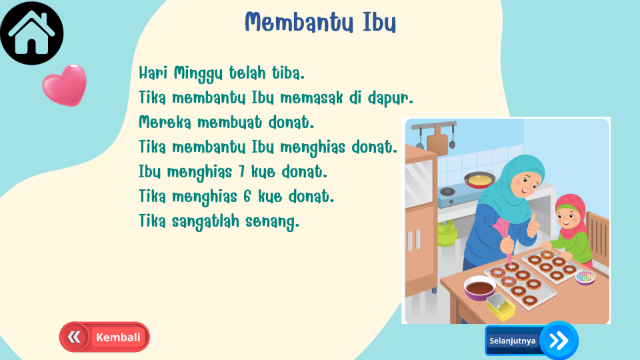 Membantu Ibu
Hari Minggu telah tiba.
Tika membantu Ibu memasak di dapur.
Mereka membuat donat.
Tika membantu Ibu menghias donat.
Ibu menghias 7 kue donat.
Tika menghias 6 kue donat.
Tika sangatlah senang.
Kembali
Selanjutnya